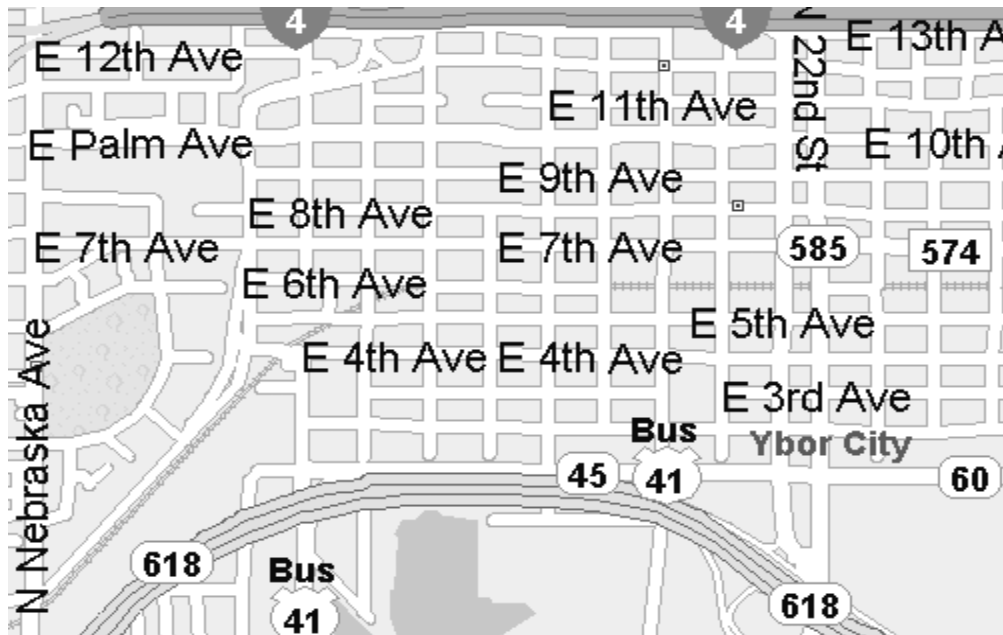 4
4
E 13th A
E 12th Ave
N 22nd St
E 11th Ave
E Palm Ave
E 10th A
E 9th Ave
E 8th Ave
E 7th Ave
E 7th Ave
585
574
E 6th Ave
E 5th Ave
E 4th Ave
E 4th Ave
N Nebraska Ave
E 3rd Ave
Bus
41
Ybor City
45
60
618
Bus
41
618